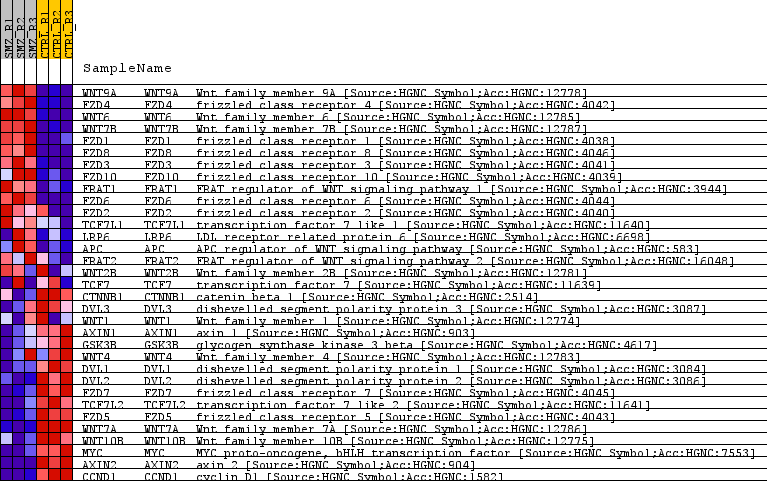 SMZ_R1 SMZ_R2 SMZ_R3 CTRL_R1 CTRL_R2 CTRL_R3
SampleName
WNT9A WNT9A Wnt family member 9A [Source:HGNC Symbol;Acc:HGNC:12778]
FZD4 FZD4 frizzled class receptor 4 [Source:HGNC Symbol;Acc:HGNC:4042]
WNT6 WNT6 Wnt family member 6 [Source:HGNC Symbol;Acc:HGNC:12785]
WNT7B WNT7B Wnt family member 7B [Source:HGNC Symbol;Acc:HGNC:12787]
FZD1 FZD1 frizzled class receptor 1 [Source:HGNC Symbol;Acc:HGNC:4038]
FZD8 FZD8 frizzled class receptor 8 [Source:HGNC Symbol;Acc:HGNC:4046]
FZD3 FZD3 frizzled class receptor 3 [Source:HGNC Symbol;Acc:HGNC:4041]
FZD10 FZD10 frizzled class receptor 10 [Source:HGNC Symbol;Acc:HGNC:4039]
FRAT1 FRAT1 FRAT regulator of WNT signaling pathway 1 [Source:HGNC Symbol;Acc:HGNC:3944]
FZD6 FZD6 frizzled class receptor 6 [Source:HGNC Symbol;Acc:HGNC:4044]
FZD2 FZD2 frizzled class receptor 2 [Source:HGNC Symbol;Acc:HGNC:4040]
TCF7L1 TCF7L1 transcription factor 7 like 1 [Source:HGNC Symbol;Acc:HGNC:11640]
LRP6 LRP6 LDL receptor related protein 6 [Source:HGNC Symbol;Acc:HGNC:6698]
APC APC APC regulator of WNT signaling pathway [Source:HGNC Symbol;Acc:HGNC:583]
FRAT2 FRAT2 FRAT regulator of WNT signaling pathway 2 [Source:HGNC Symbol;Acc:HGNC:16048]
WNT2B WNT2B Wnt family member 2B [Source:HGNC Symbol;Acc:HGNC:12781]
TCF7 TCF7 transcription factor 7 [Source:HGNC Symbol;Acc:HGNC:11639]
CTNNB1 CTNNB1 catenin beta 1 [Source:HGNC Symbol;Acc:HGNC:2514]
DVL3 DVL3 dishevelled segment polarity protein 3 [Source:HGNC Symbol;Acc:HGNC:3087]
WNT1 WNT1 Wnt family member 1 [Source:HGNC Symbol;Acc:HGNC:12774]
AXIN1 AXIN1 axin 1 [Source:HGNC Symbol;Acc:HGNC:903]
GSK3B GSK3B glycogen synthase kinase 3 beta [Source:HGNC Symbol;Acc:HGNC:4617]
WNT4 WNT4 Wnt family member 4 [Source:HGNC Symbol;Acc:HGNC:12783]
DVL1 DVL1 dishevelled segment polarity protein 1 [Source:HGNC Symbol;Acc:HGNC:3084]
DVL2 DVL2 dishevelled segment polarity protein 2 [Source:HGNC Symbol;Acc:HGNC:3086]
FZD7 FZD7 frizzled class receptor 7 [Source:HGNC Symbol;Acc:HGNC:4045]
TCF7L2 TCF7L2 transcription factor 7 like 2 [Source:HGNC Symbol;Acc:HGNC:11641]
FZD5 FZD5 frizzled class receptor 5 [Source:HGNC Symbol;Acc:HGNC:4043]
WNT7A WNT7A Wnt family member 7A [Source:HGNC Symbol;Acc:HGNC:12786]
WNT10B WNT10B Wnt family member 10B [Source:HGNC Symbol;Acc:HGNC:12775]
MYC MYC MYC proto-oncogene, bHLH transcription factor [Source:HGNC Symbol;Acc:HGNC:7553]
AXIN2 AXIN2 axin 2 [Source:HGNC Symbol;Acc:HGNC:904]
CCND1 CCND1 cyclin D1 [Source:HGNC Symbol;Acc:HGNC:1582]